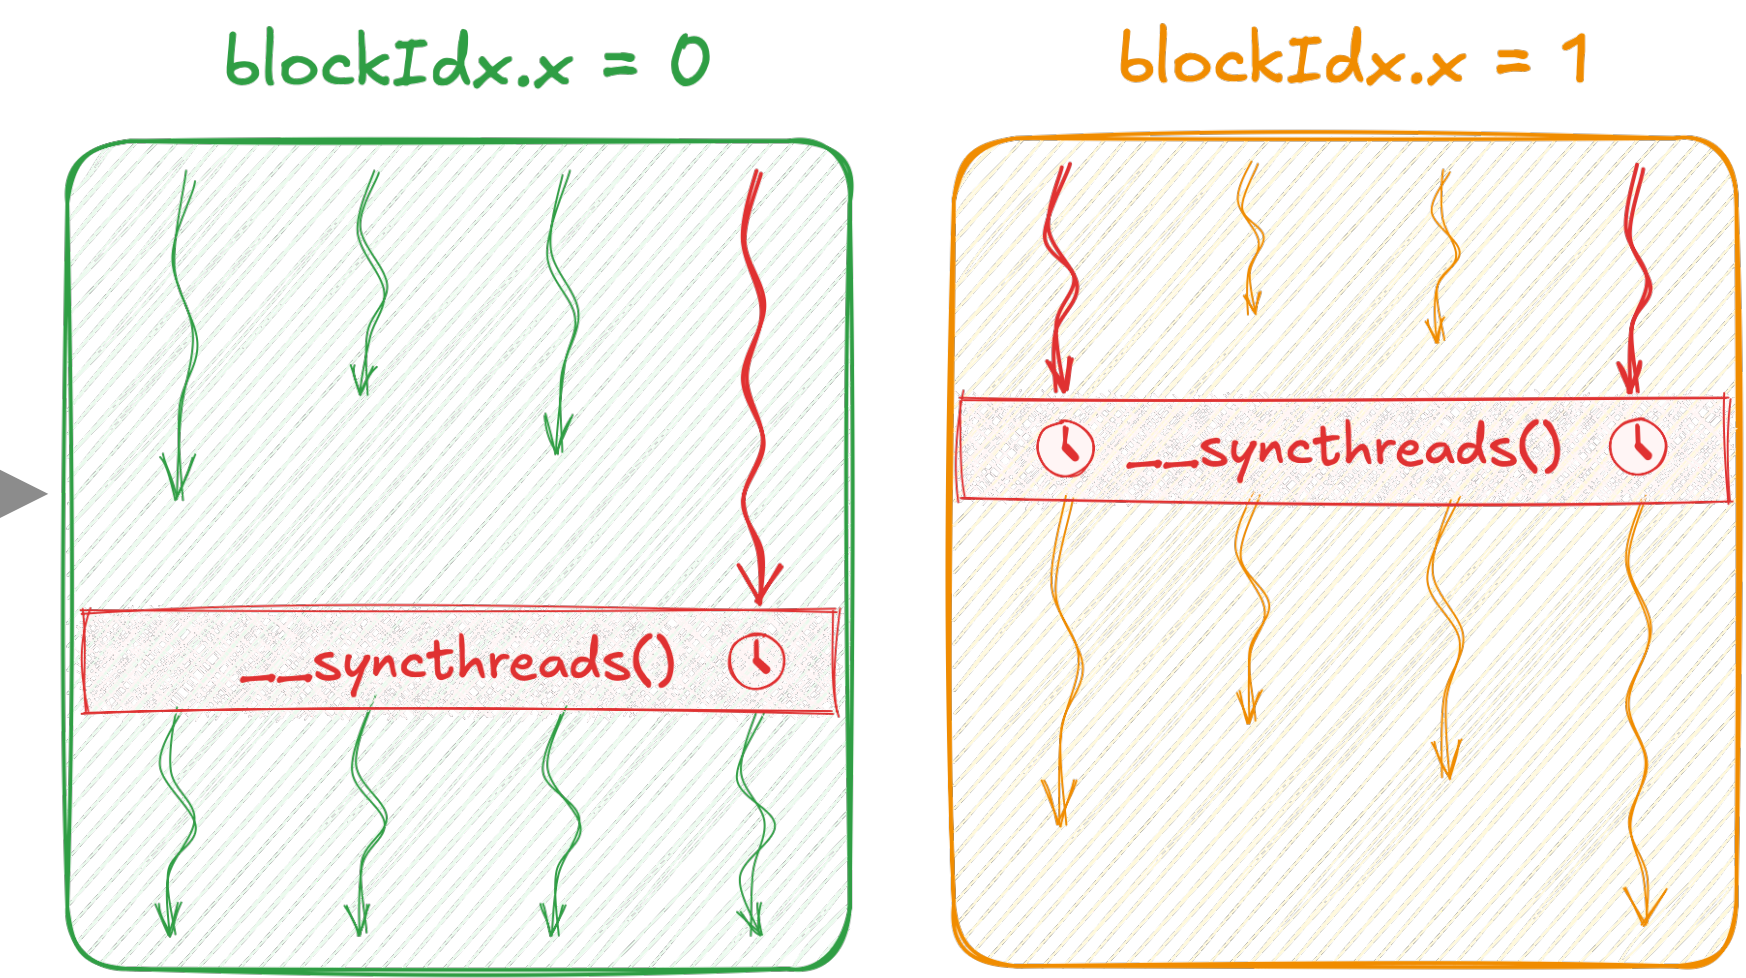 blockIdx.x = 0
blockIdx.x = 1
__syncthreads()
__syncthreads()